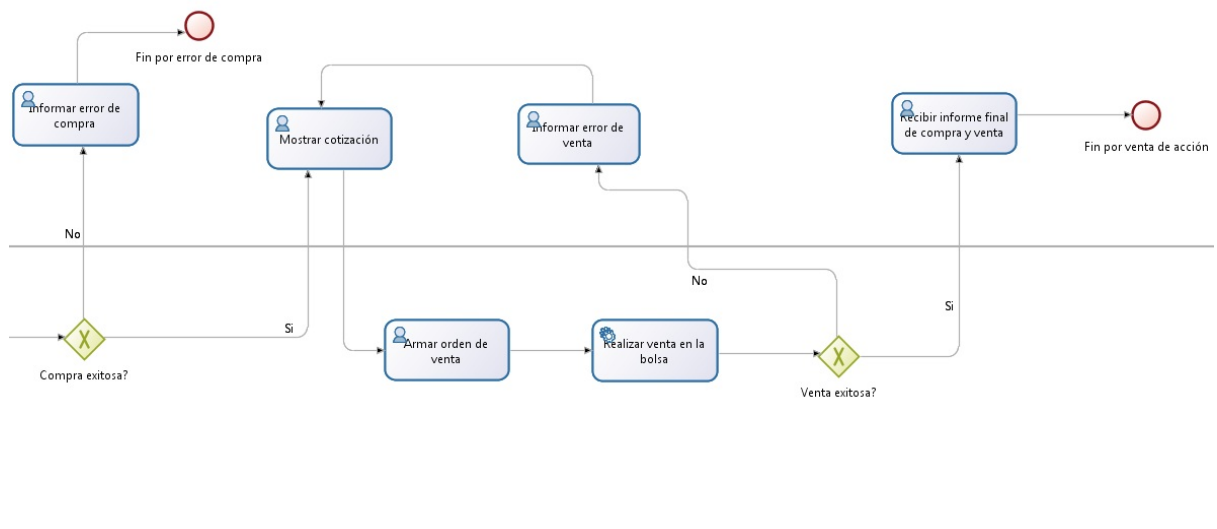 Fin por error de compra
Informar error de
compra
Mostrar cotización
Informar error de
venta
Recibir informe final
de compra y venta
Fin por venta de acción
No
No
Si
Si
Armar orden de
venta
Realizar venta en la
bolsa
Compra exitosa?
Venta exitosa?